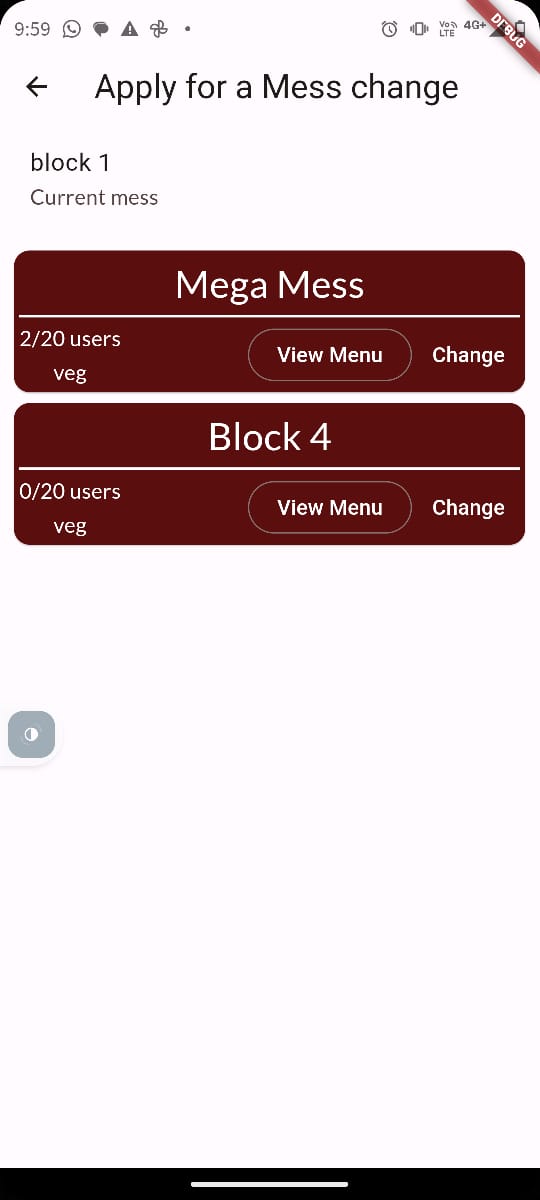 9:59 Vo LTE 4G+ DEBUG
Apply for a Mess change
block 1
Current mess
Mega Mess
2/20 users View Menu Change
veg
Block 4
0/20 users View Menu Change
veg